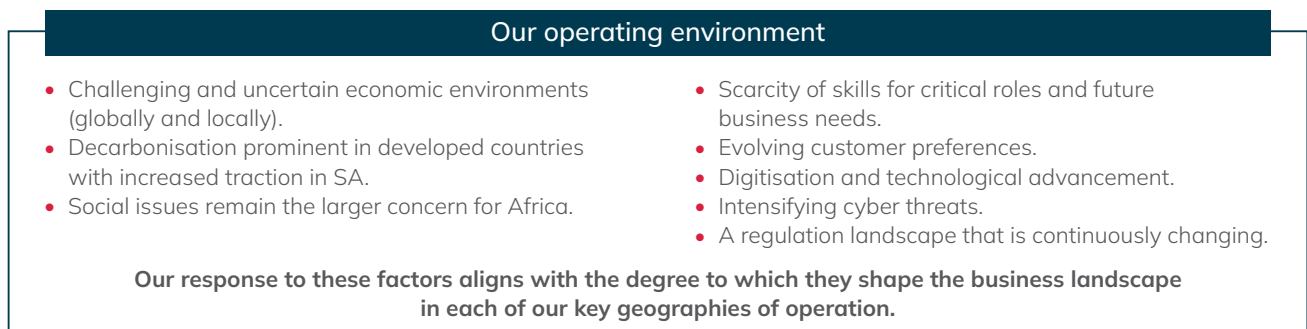 Our operating environment
• Challenging and uncertain economic environments
(globally and locally).
• Decarbonisation prominent in developed countries
with increased traction in SA.
• Social issues remain the larger concern for Africa.
• Scarcity of skills for critical roles and future
business needs.
• Evolving customer preferences.
• Digitisation and technological advancement.
• Intensifying cyber threats.
• A regulation landscape that is continuously changing.
Our response to these factors aligns with the degree to which they shape the business landscape
in each of our key geographies of operation.